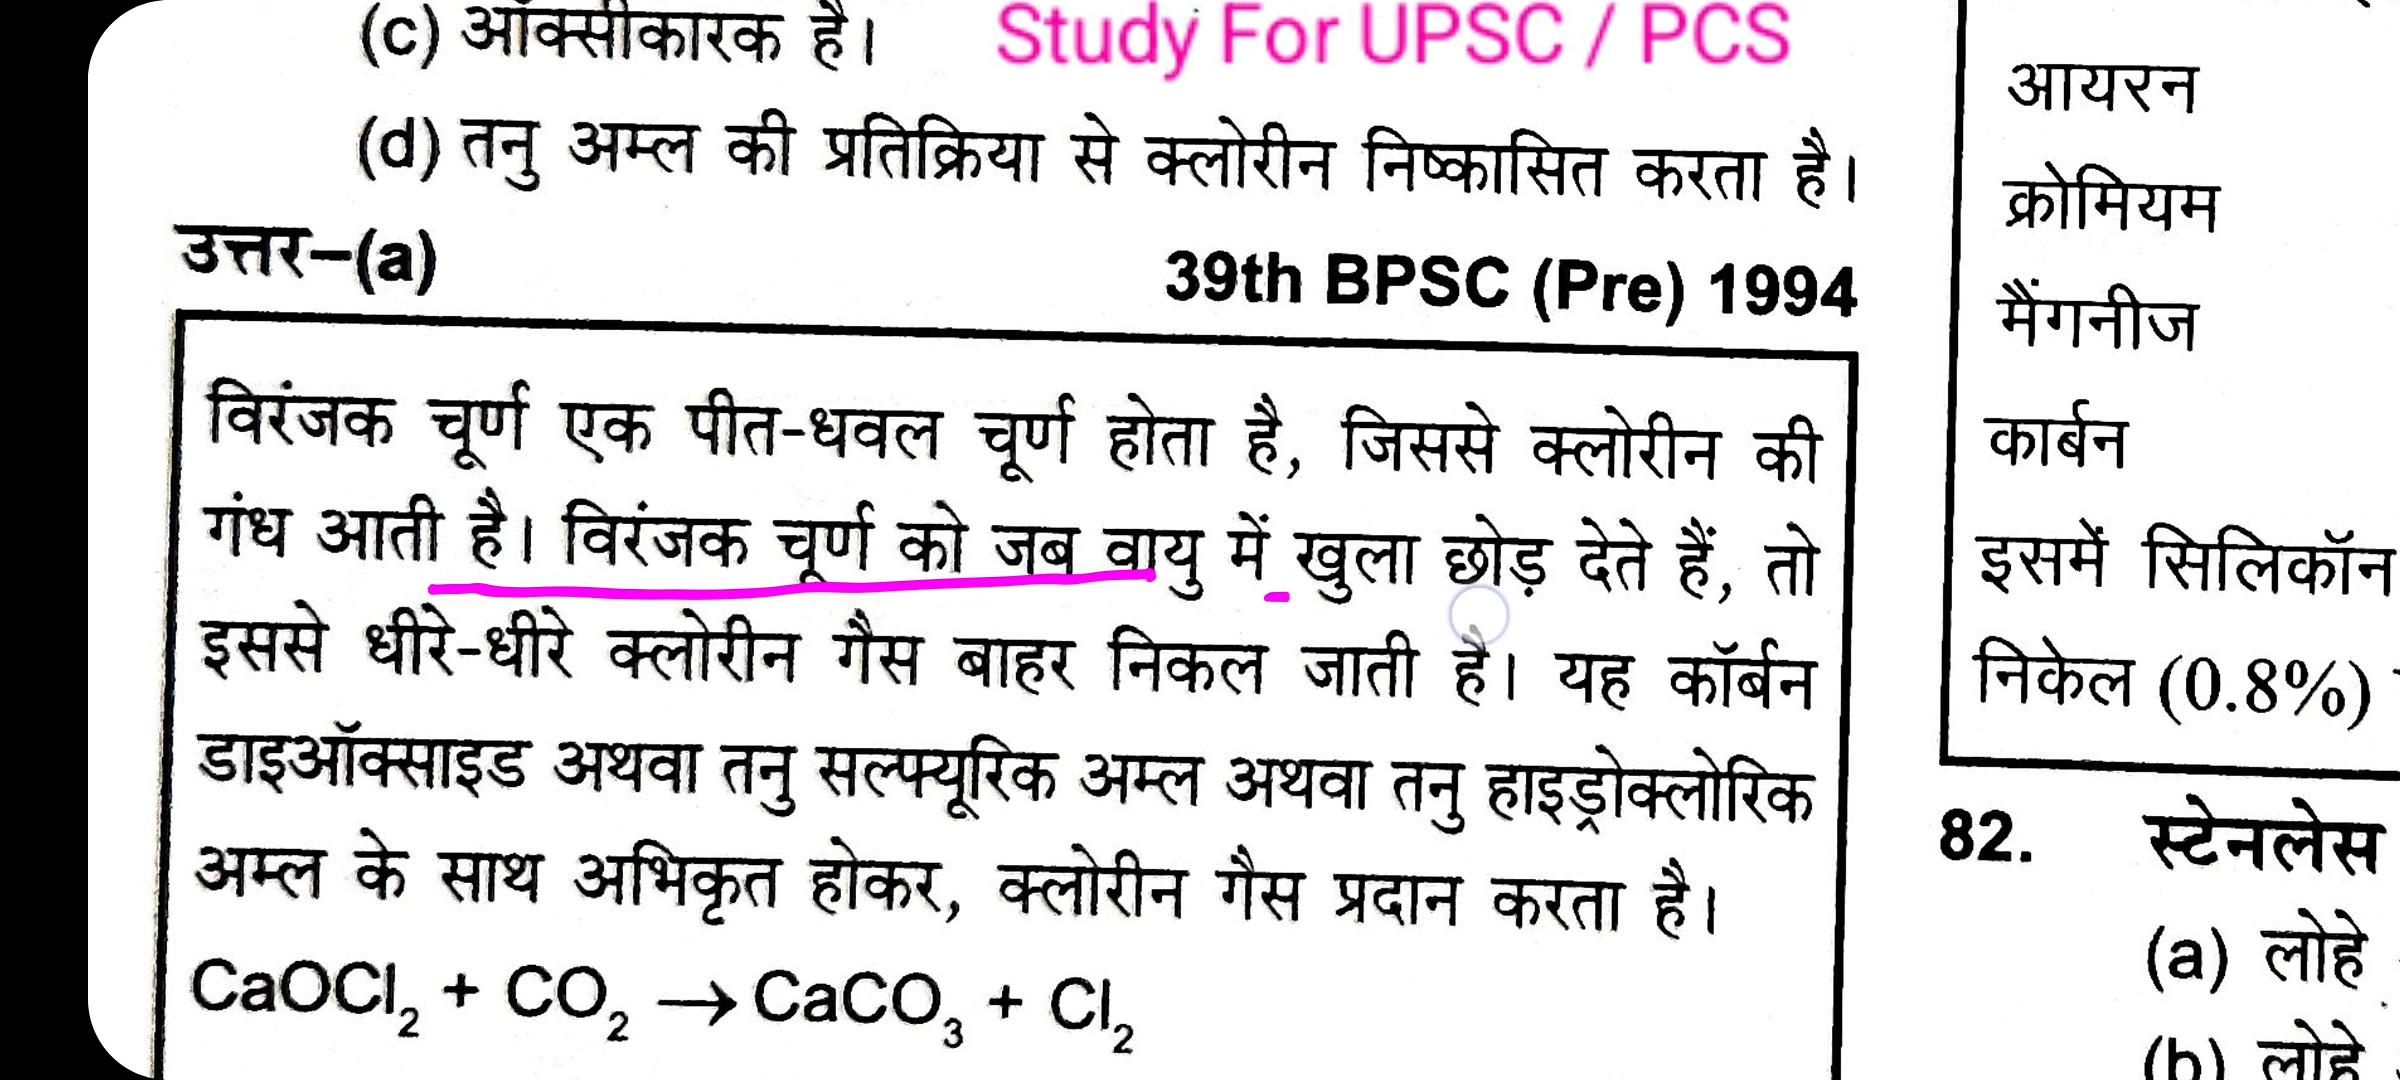 (c) ऑक्सीकारक है।
Study For UPSC / PCS
(d) तनु अम्ल की प्रतिक्रिया से क्लोरीन निष्कासित करता है।
उत्तर–(a)
39th BPSC (Pre) 1994
विरंजक चूर्ण एक पीत-धवल चूर्ण होता है, जिससे क्लोरीन की
गंध आती है। विरंजक चूर्ण को जब वायु में खुला छोड़ देते हैं, तो
इससे धीरे-धीरे क्लोरीन गैस बाहर निकल जाती है। यह कॉर्बन
डाइऑक्साइड अथवा तनु सल्फ्यूरिक अम्ल अथवा तनु हाइड्रोक्लोरिक
अम्ल के साथ अभिकृत होकर, क्लोरीन गैस प्रदान करता है।
CaOCl₂ + CO₂ → CaCO₃ + Cl₂
आयरन
क्रोमियम
मैंगनीज
कार्बन
इसमें सिलिकॉन
निकेल (0.8%)
82. स्टेनलेस
(a) लोहे
(b) लोहे